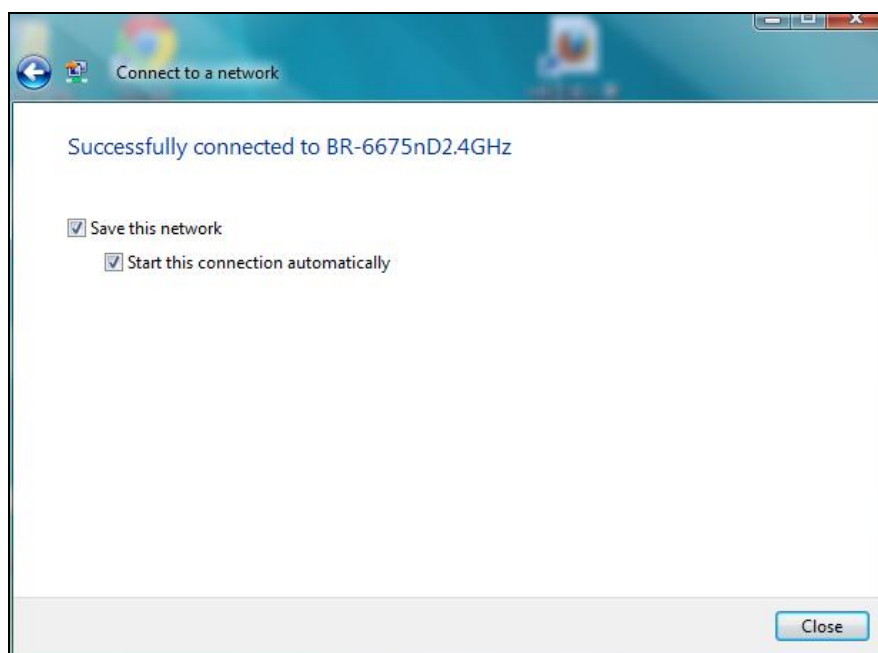 Connect to a network
Successfully connected to BR-6675nD2.4GHz
Save this network
Start this connection automatically
Close